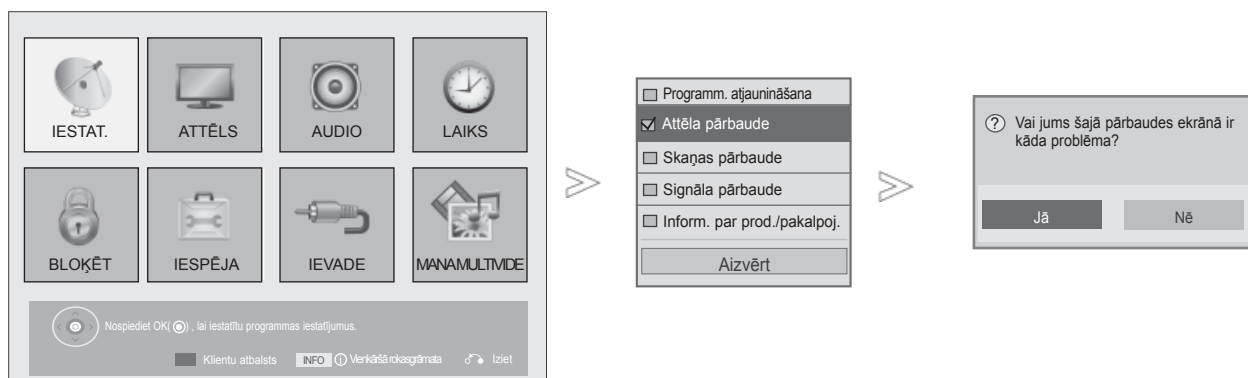 IESTAT.
ATTĒLS
AUDIO
LAIKS
BLOĶĒT
IESPĒJA
IEVADE
MANA MULTIVIDE
Nospiediet OK( ) , lai iestatītu programmas iestatījumus.
Klientu atbalsts INFO i Vienkāršā rokasgrāmata Iziet
Programm. atjaunināšana
Attēla pārbaude
Skaņas pārbaude
Signāla pārbaude
Inform. par prod./pakalpoj.
Aizvērt
? Vai jums šajā pārbaudes ekrānā ir
kāda problēma?
Jā
Nē